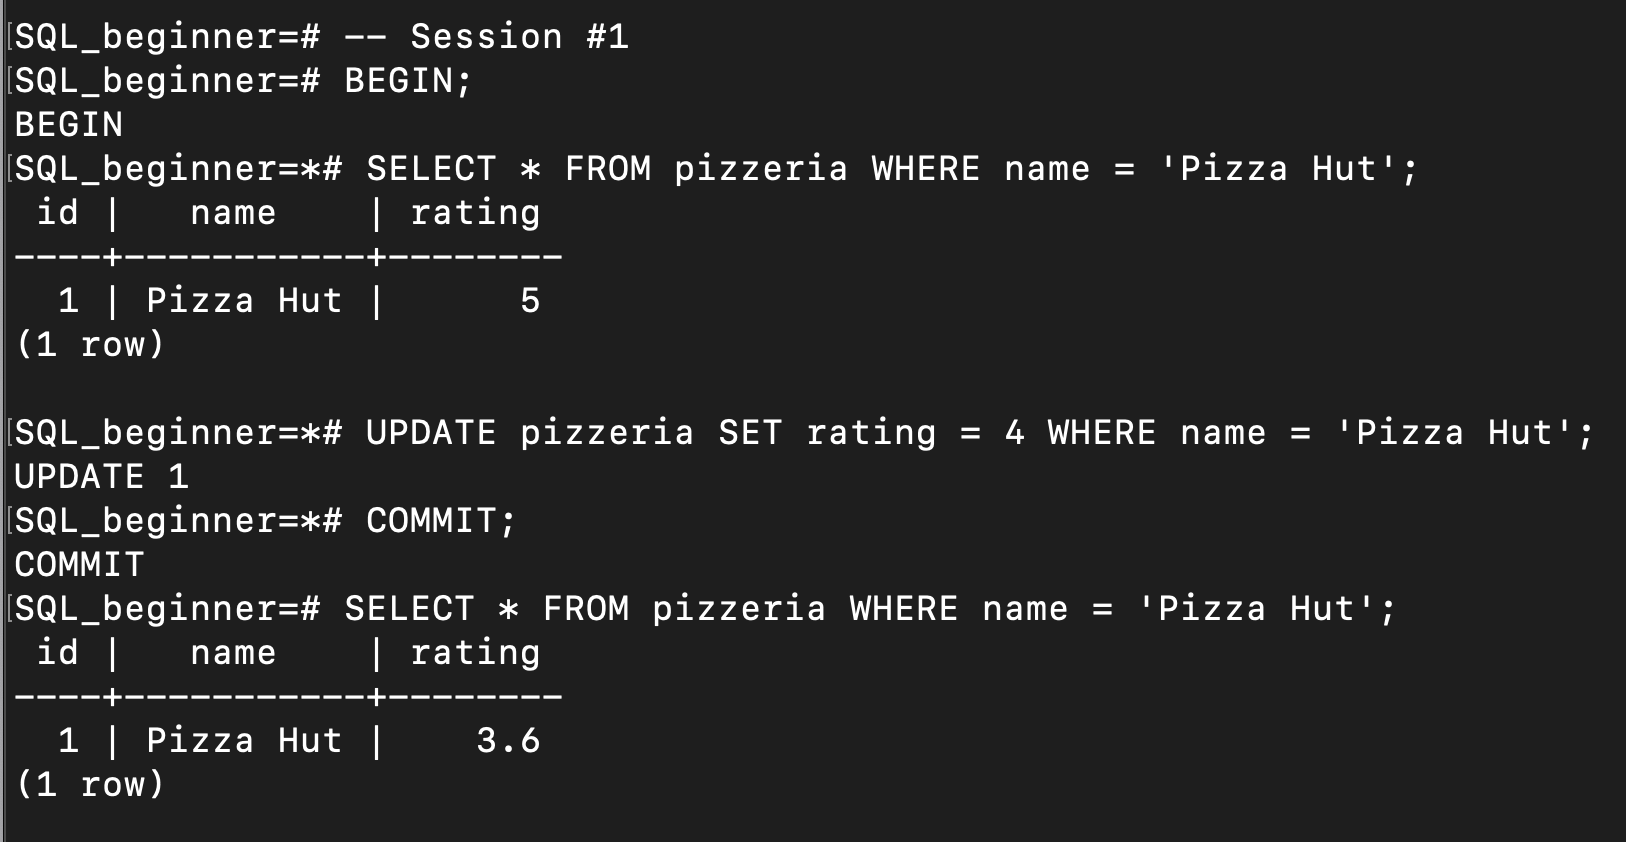 SQL_beginner=# -- Session #1
SQL_beginner=# BEGIN;
BEGIN
SQL_beginner=*# SELECT * FROM pizzeria WHERE name = 'Pizza Hut';
 id |   name    | rating
----+-----------+--------
  1 | Pizza Hut |      5
(1 row)

SQL_beginner=*# UPDATE pizzeria SET rating = 4 WHERE name = 'Pizza Hut';
UPDATE 1
SQL_beginner=*# COMMIT;
COMMIT
SQL_beginner=# SELECT * FROM pizzeria WHERE name = 'Pizza Hut';
 id |   name    | rating
----+-----------+--------
  1 | Pizza Hut |    3.6
(1 row)